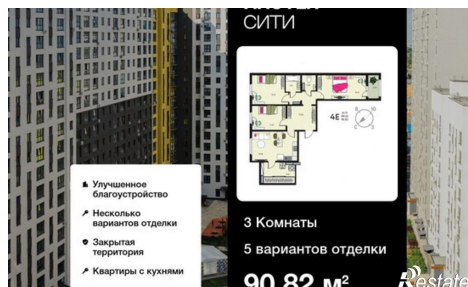 СИТИ
4E
3 Комнаты
5 вариантов отделки
90.82 м²
Улучшенное
благоустройство
Несколько
вариантов отделки
Закрытая
территория
Квартиры с кухнями
Restate